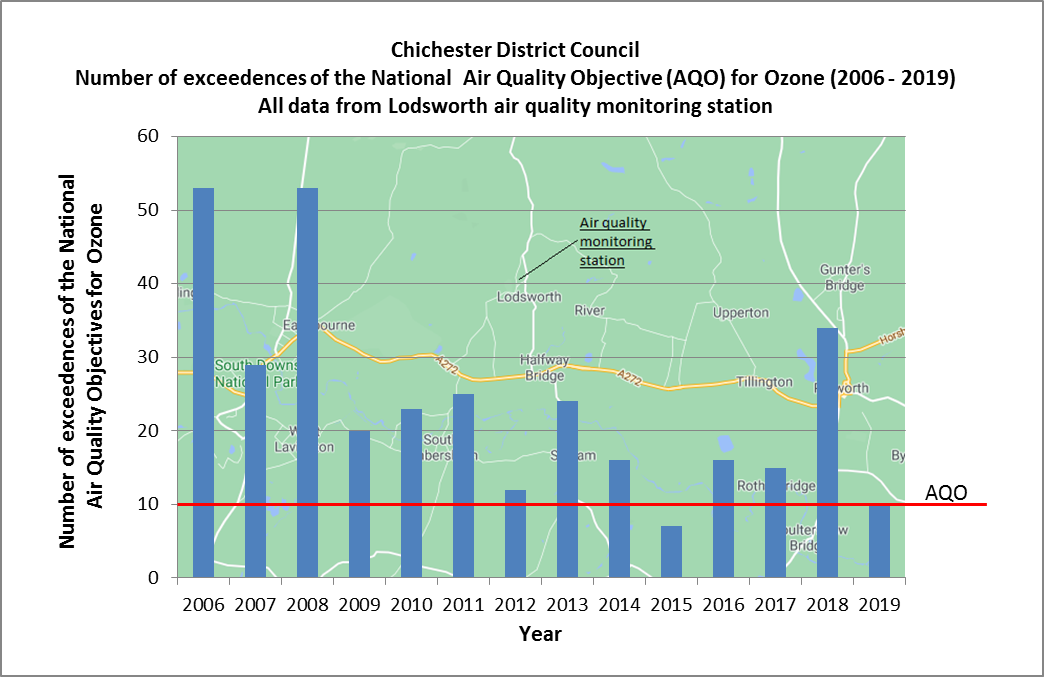 Chichester District Council
Number of exceedences of the National Air Quality Objective (AQO) for Ozone (2006 - 2019)
All data from Lodsworth air quality monitoring station
Number of exceedences of the National
Air Quality Objectives for Ozone
60
50
40
30
20
10
0
Air quality
monitoring
station
Gunter's
Bridge
Lodsworth
River
Upperton
South Downs
National Park
Halfway
Bridge
A272
A272
Tillington
AQO
2006 2007 2008 2009 2010 2011 2012 2013 2014 2015 2016 2017 2018 2019
Year